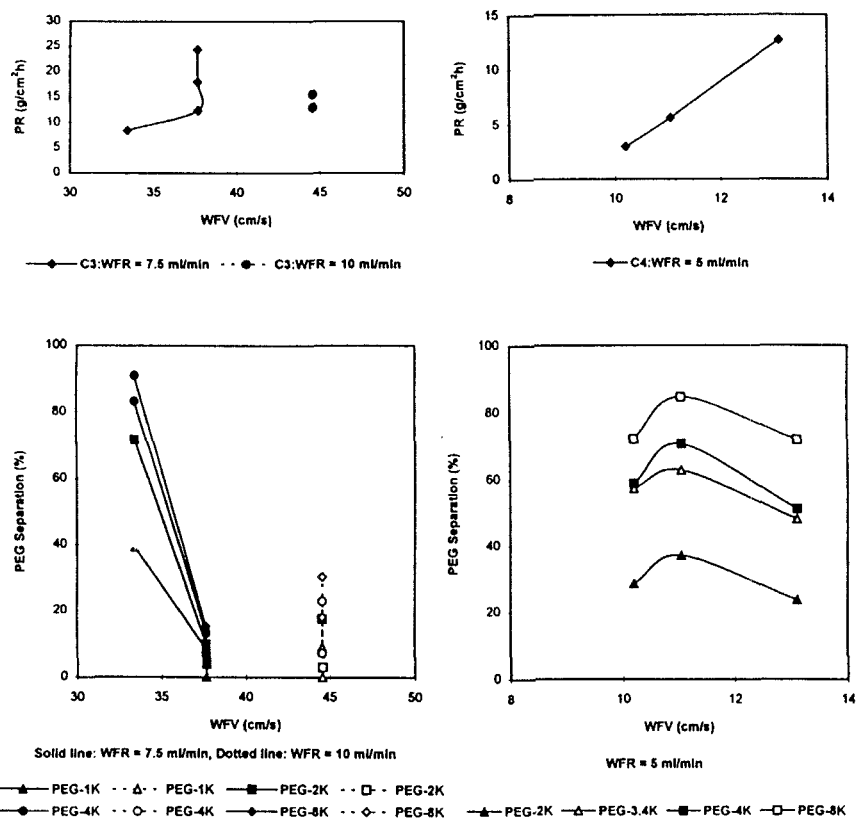 30
25
20
15
10
5
0
PR (g/cm²h)
30 35 40 45 50
WFV (cm/s)
C3:WFR = 7.5 ml/min C3:WFR = 10 ml/min
15
10
5
0
PR (g/cm²h)
8 10 12 14
WFV (cm/s)
C4:WFR = 5 ml/min
100
80
60
40
20
0
PEG Separation (%)
30 35 40 45 50
WFV (cm/s)
Solid line: WFR = 7.5 ml/min, Dotted line: WFR = 10 ml/min
PEG-1K PEG-1K PEG-2K PEG-2K
PEG-4K PEG-4K PEG-8K PEG-8K
100
80
60
40
20
0
PEG Separation (%)
8 10 12 14
WFV (cm/s)
WFR = 5 ml/min
PEG-2K PEG-3.4K PEG-4K PEG-8K